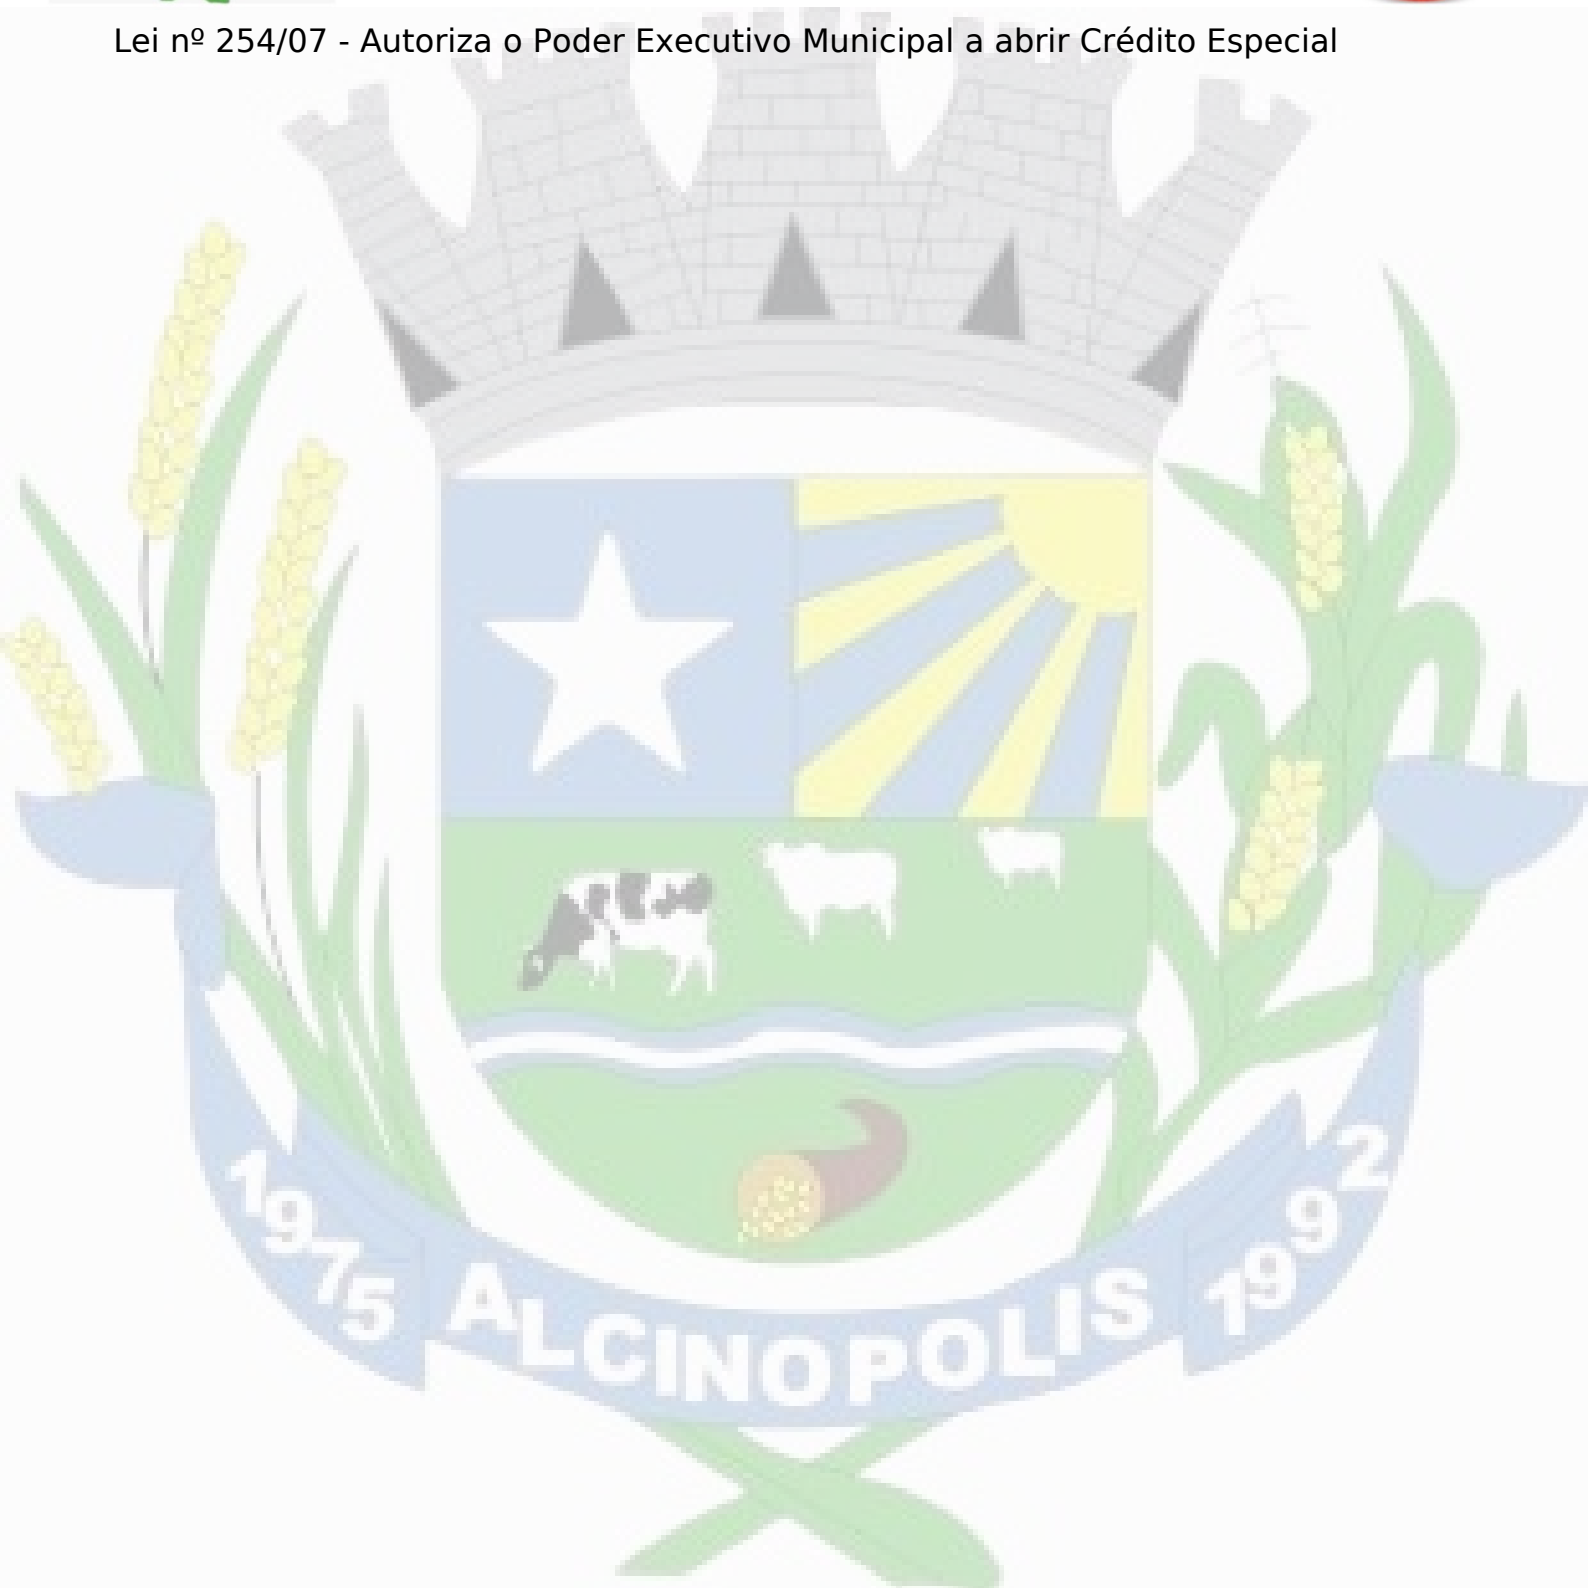 Lei nº 254/07 - Autoriza o Poder Executivo Municipal a abrir Crédito Especial
1975 ALCINOPOLIS 1992